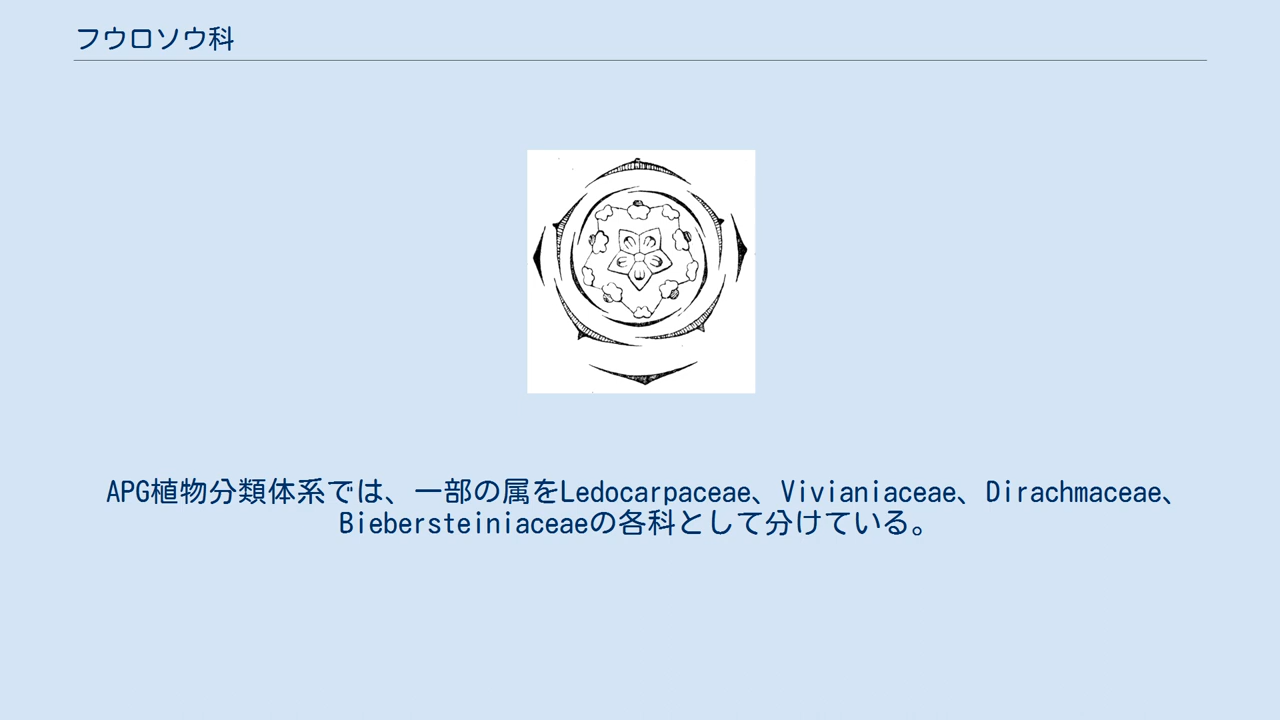 フウロソウ科
APG植物分類体系では、一部の属をLedocarpaceae、Vivianiaceae、Dirachmaceae、
Biebersteiniaceaeの各科として分けている。